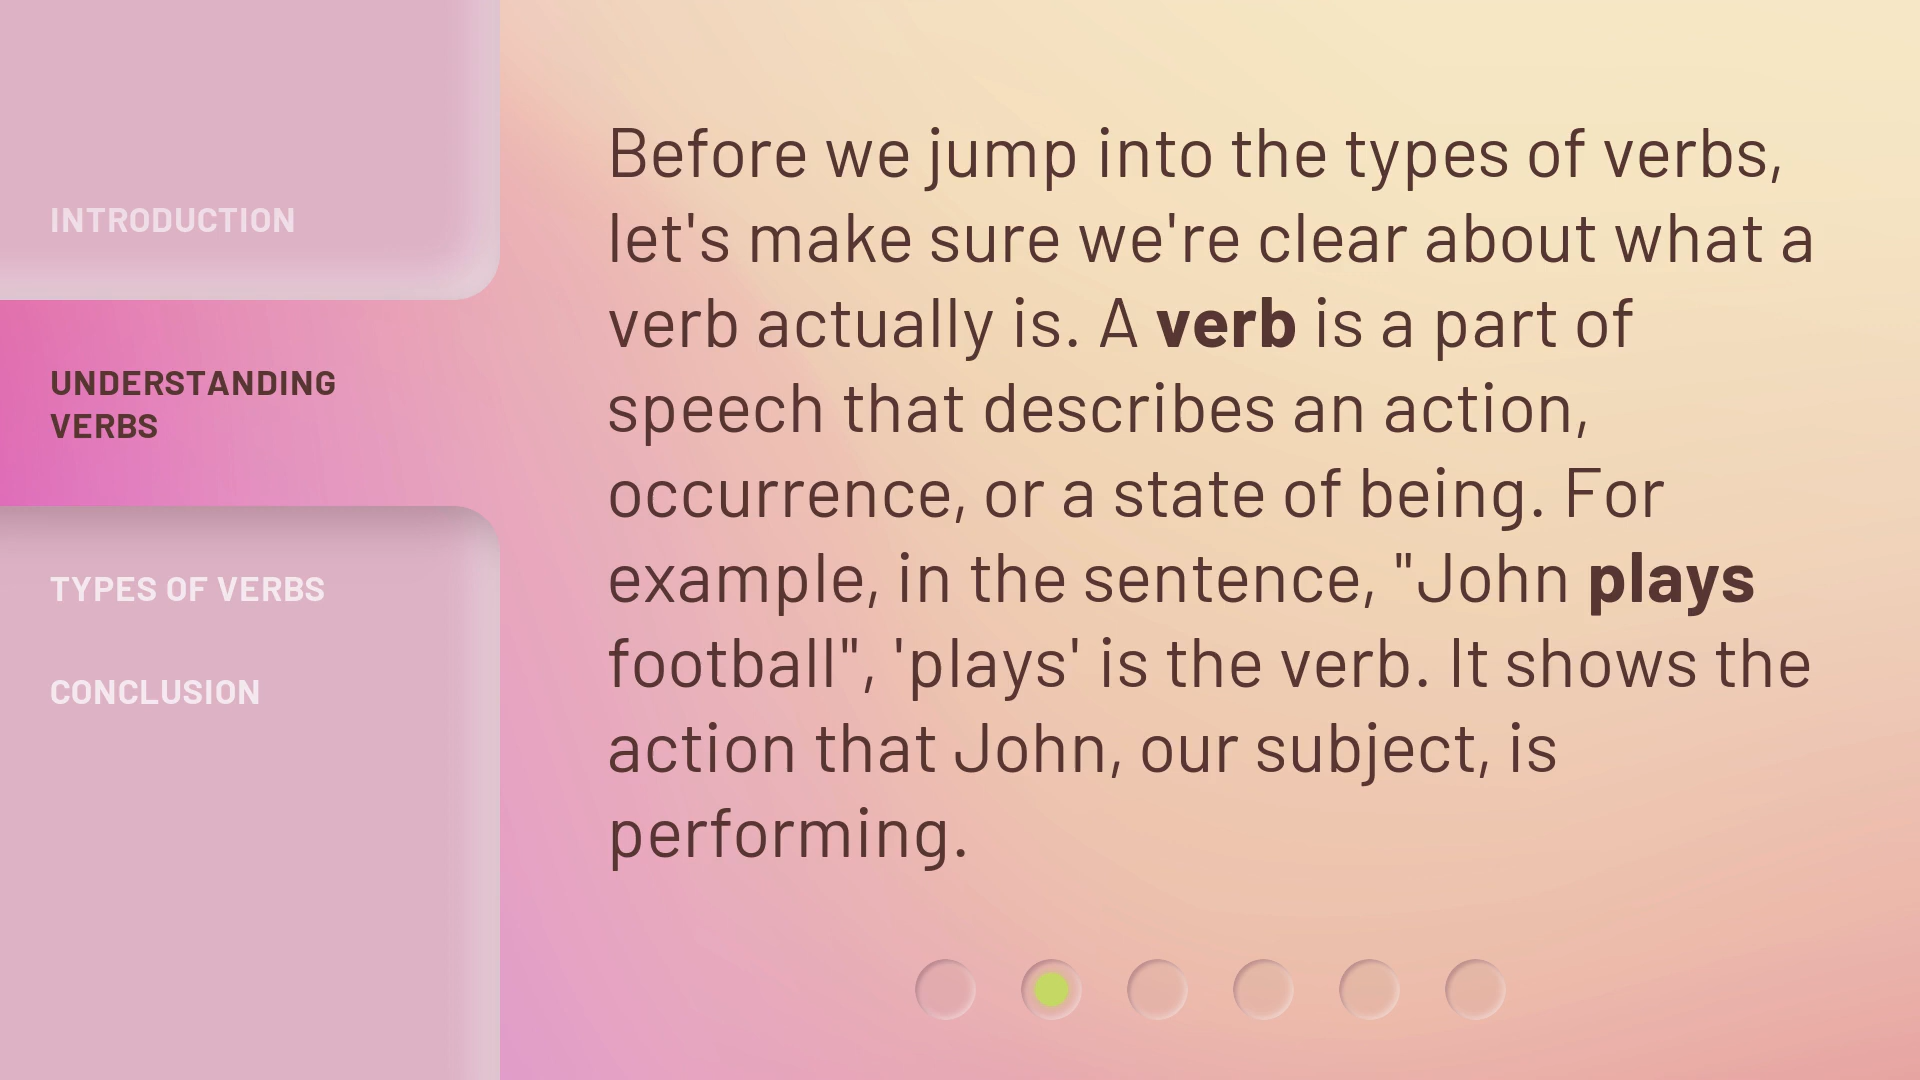 INTRODUCTION
UNDERSTANDING
VERBS
TYPES OF VERBS
CONCLUSION
Before we jump into the types of verbs,
let's make sure we're clear about what a
verb actually is. A verb is a part of
speech that describes an action,
occurrence, or a state of being. For
example, in the sentence, "John plays
football", 'plays' is the verb. It shows the
action that John, our subject, is
performing.